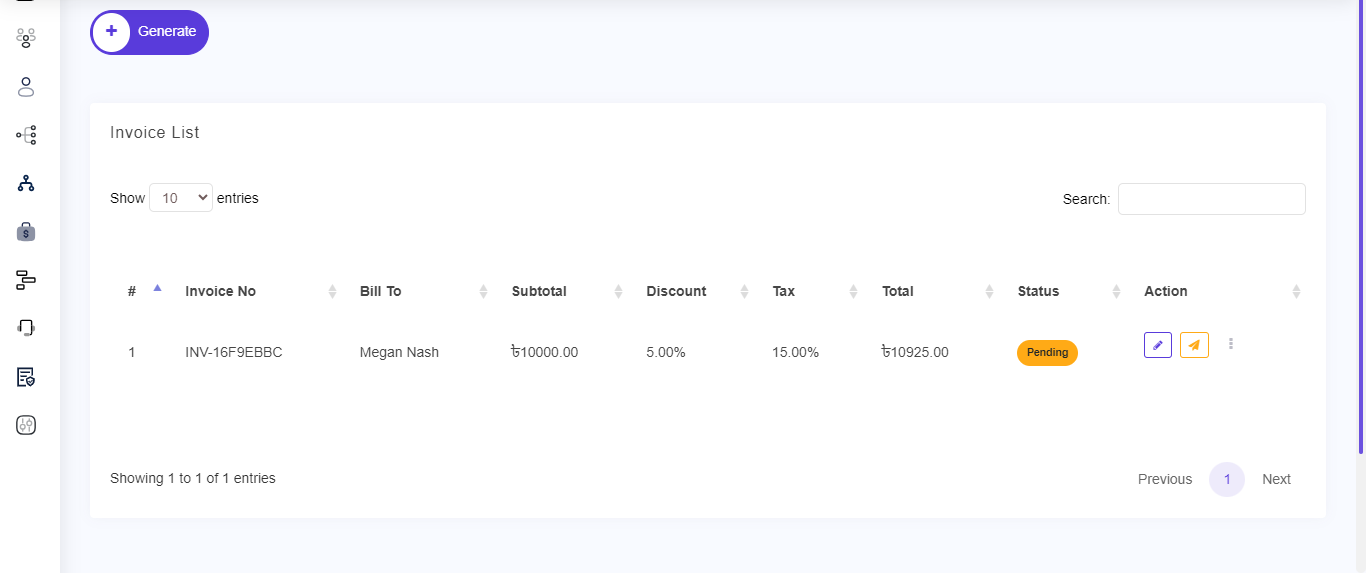 + Generate
Invoice List
Show 10 entries
Search:
# Invoice No Bill To Subtotal Discount Tax Total Status Action
1 INV-16F9EBBC Megan Nash ৳10000.00 5.00% 15.00% ৳10925.00 Pending
Showing 1 to 1 of 1 entries
Previous 1 Next